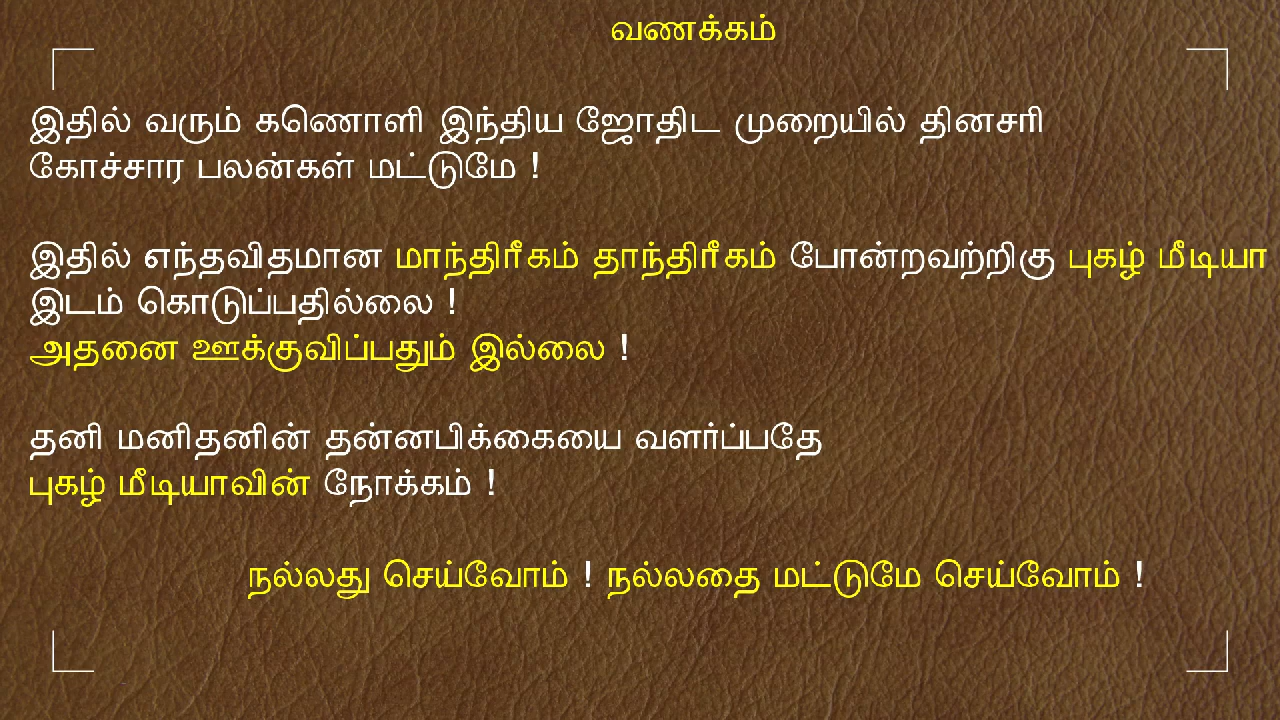 வணக்கம்
இதில் வரும் கணொளி இந்திய ஜோதிட முறையில் தினசரி
கோச்சார பலன்கள் மட்டுமே !
இதில் எந்தவிதமான மாந்திரீகம் தாந்திரீகம் போன்றவற்றிகு புகழ் மீடியா
இடம் கொடுப்பதில்லை !
அதனை ஊக்குவிப்பதும் இல்லை !
தனி மனிதனின் தன்னபிக்கையை வளர்ப்பதே
புகழ் மீடியாவின் நோக்கம் !
நல்லது செய்வோம் ! நல்லதை மட்டுமே செய்வோம் !